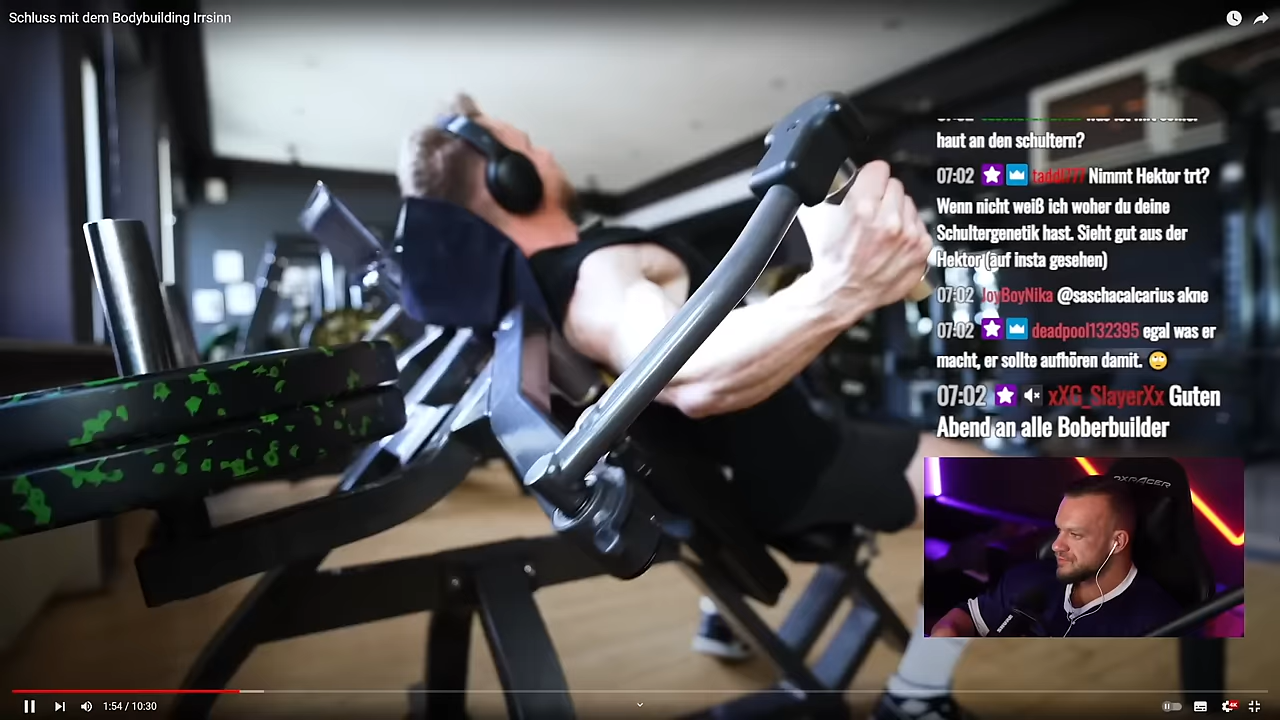 Schluss mit dem Bodybuilding Irrsinn
haut an den schultern?
07:02 Nimmt Hektor trt?
Wenn nicht weiß ich woher du deine
Schultergenetik hast. Sieht gut aus der
Hektor (auf insta gesehen)
07:02 JoyBoyNika @saschacalcarius akne
07:02 deadpool132395 egal was er
macht, er sollte aufhören damit. 🙄
07:02 xXG_SlayerXx Guten
Abend an alle Boberbuilder
1:54 / 10:30